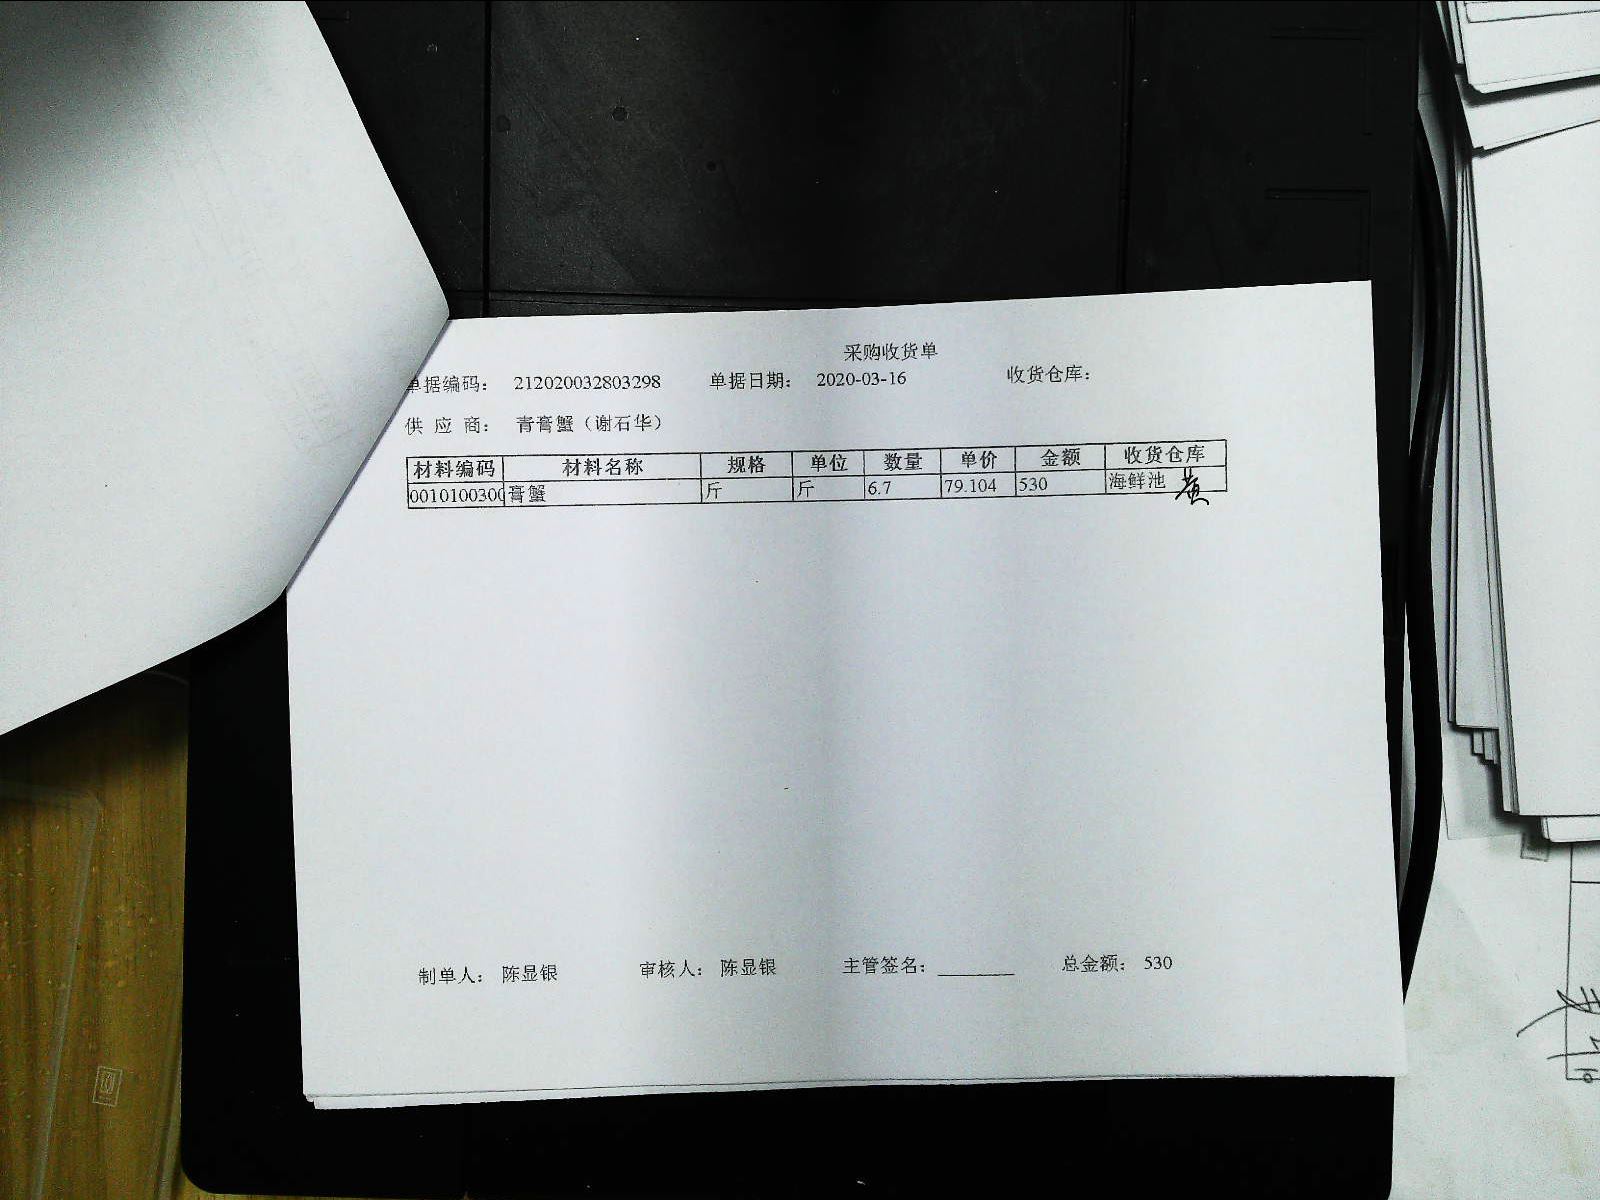 采购收货单
单据编码： 212020032803298 单据日期： 2020-03-16 收货仓库：
供 应 商： 青膏蟹（谢石华）
材料编码 材料名称 规格 单位 数量 单价 金额 收货仓库
0010100300 膏蟹 斤 斤 6.7 79.104 530 海鲜池
制单人： 陈显银 审核人： 陈显银 主管签名： 总金额： 530